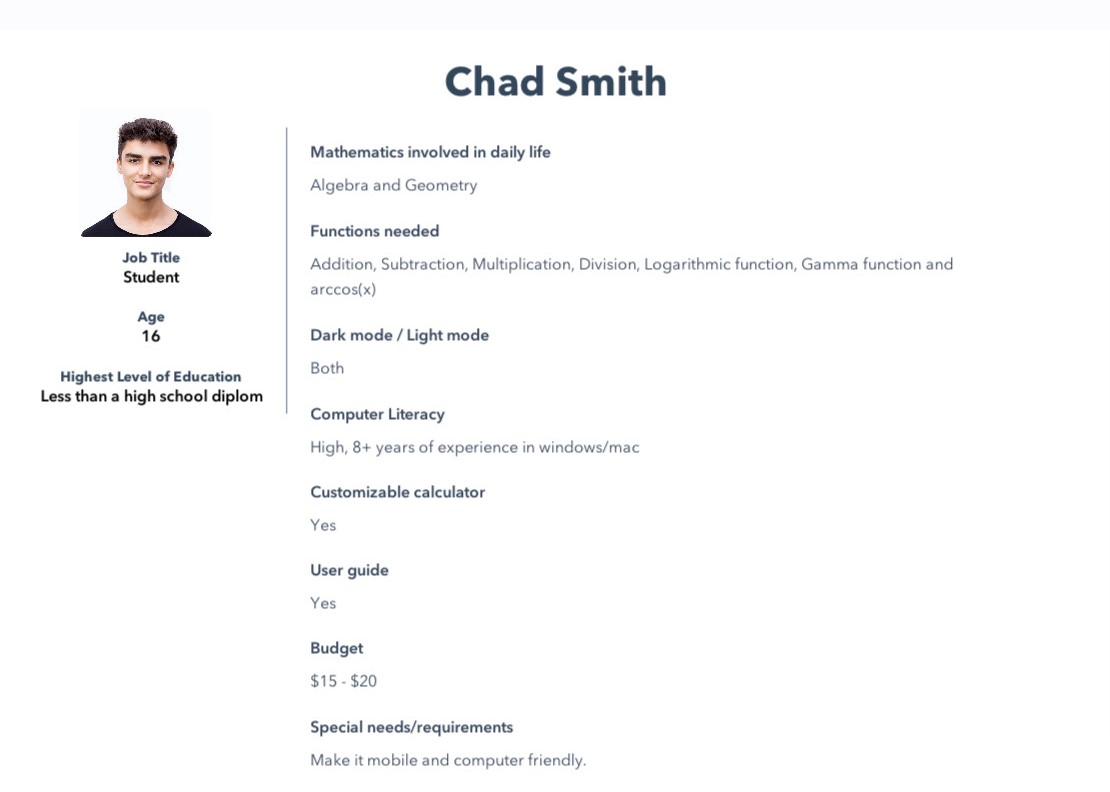 Chad Smith
Job Title
Student
Age
16
Highest Level of Education
Less than a high school diplom
Mathematics involved in daily life
Algebra and Geometry
Functions needed
Addition, Subtraction, Multiplication, Division, Logarithmic function, Gamma function and
arccos(x)
Dark mode / Light mode
Both
Computer Literacy
High, 8+ years of experience in windows/mac
Customizable calculator
Yes
User guide
Yes
Budget
$15 - $20
Special needs/requirements
Make it mobile and computer friendly.